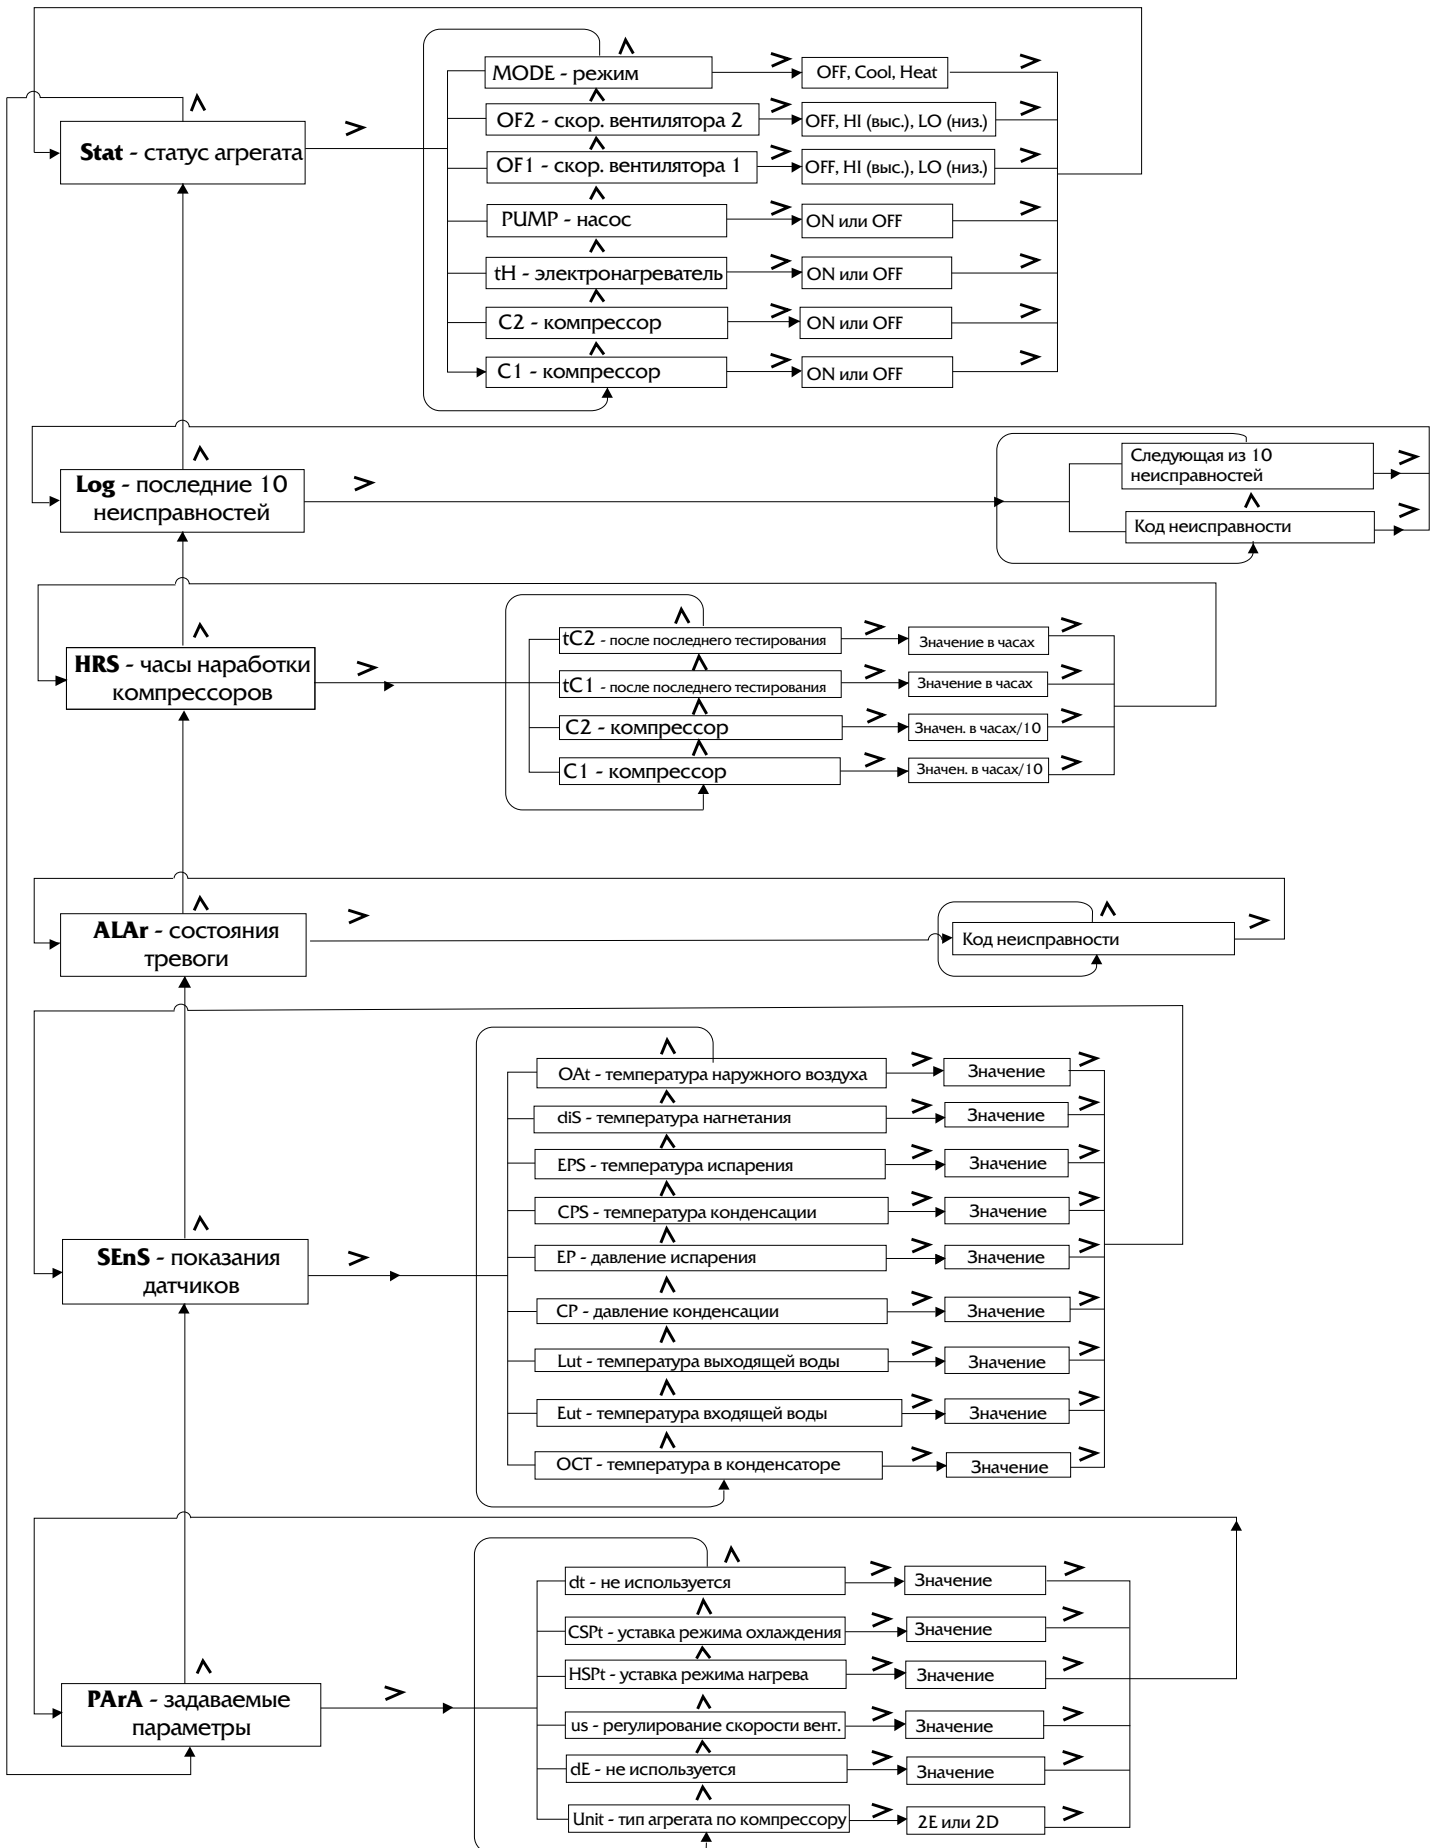 MODE - режим
OFF, Cool, Heat
OF2 - скор. вентилятора 2
OFF, HI (выс.), LO (низ.)
Stat - статус агрегата
OF1 - скор. вентилятора 1
OFF, HI (выс.), LO (низ.)
PUMP - насос
ON или OFF
tH - электронагреватель
ON или OFF
C2 - компрессор
ON или OFF
C1 - компрессор
ON или OFF
Log - последние 10
неисправностей
Следующая из 10
неисправностей
Код неисправности
HRS - часы наработки
компрессоров
tC2 - после последнего тестирования
Значение в часах
tC1 - после последнего тестирования
Значение в часах
C2 - компрессор
Значен. в часах/10
C1 - компрессор
Значен. в часах/10
ALAr - состояния
тревоги
Код неисправности
OAt - температура наружного воздуха
Значение
diS - температура нагнетания
Значение
EPS - температура испарения
Значение
CPS - температура конденсации
Значение
SEnS - показания
датчиков
EP - давление испарения
Значение
CP - давление конденсации
Значение
Lut - температура выходящей воды
Значение
Eut - температура входящей воды
Значение
OCT - температура в конденсаторе
Значение
dt - не используется
Значение
CSPt - уставка режима охлаждения
Значение
HSPt - уставка режима нагрева
Значение
PArA - задаваемые
параметры
us - регулирование скорости вент.
Значение
dE - не используется
Значение
Unit - тип агрегата по компрессору
2E или 2D